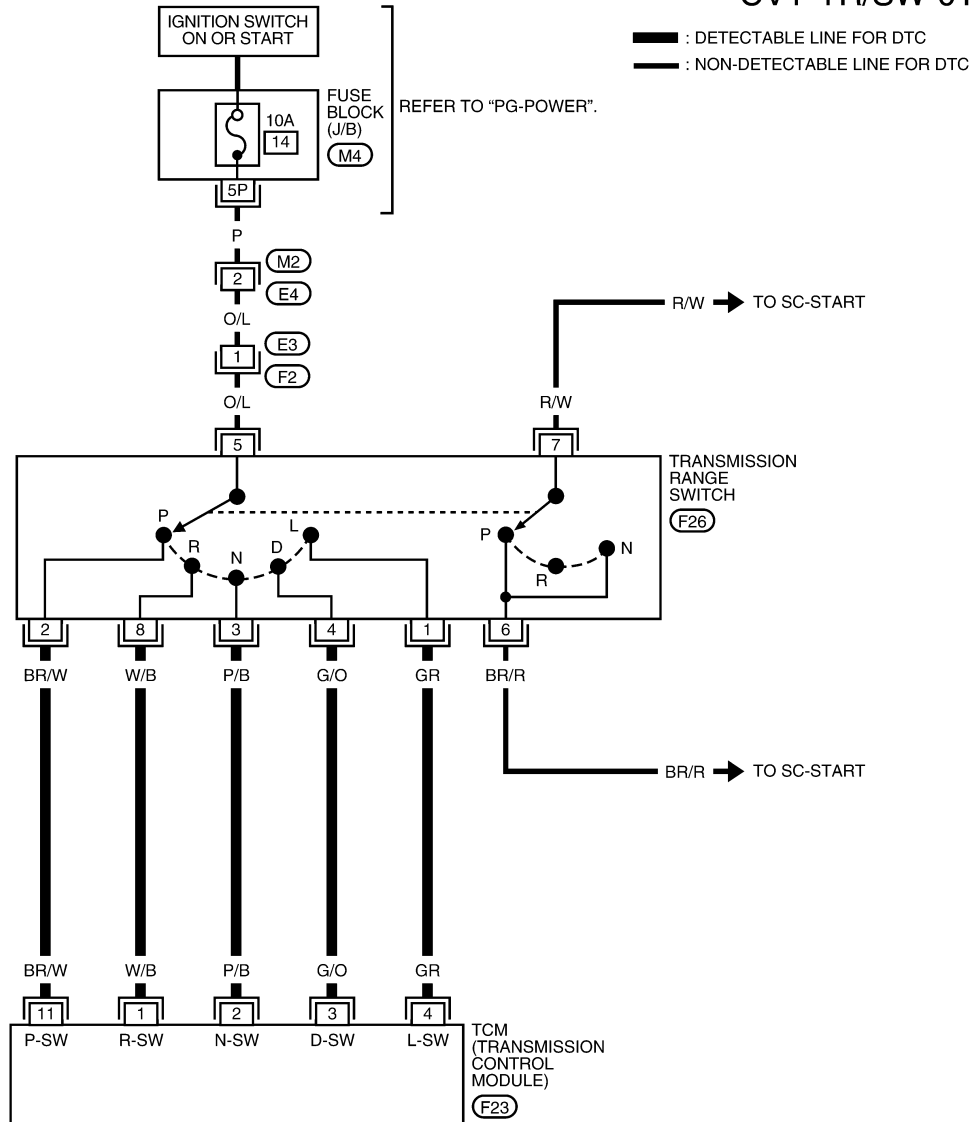 CVT-TR/SW-01
IGNITION SWITCH
ON OR START
: DETECTABLE LINE FOR DTC
: NON-DETECTABLE LINE FOR DTC
FUSE
BLOCK
(J/B)
M4
REFER TO “PG-POWER”.
10A
14
5P
P
M2
2
E4
O/L
E3
1
F2
O/L
5
R/W
TO SC-START
R/W
7
TRANSMISSION
RANGE
SWITCH
F26
P
R
N
D
L
P
R
N
2
8
3
4
1
6
BR/W
W/B
P/B
G/O
GR
BR/R
BR/R
TO SC-START
BR/W
W/B
P/B
G/O
GR
11
1
2
3
4
P-SW
R-SW
N-SW
D-SW
L-SW
TCM
(TRANSMISSION
CONTROL
MODULE)
F23